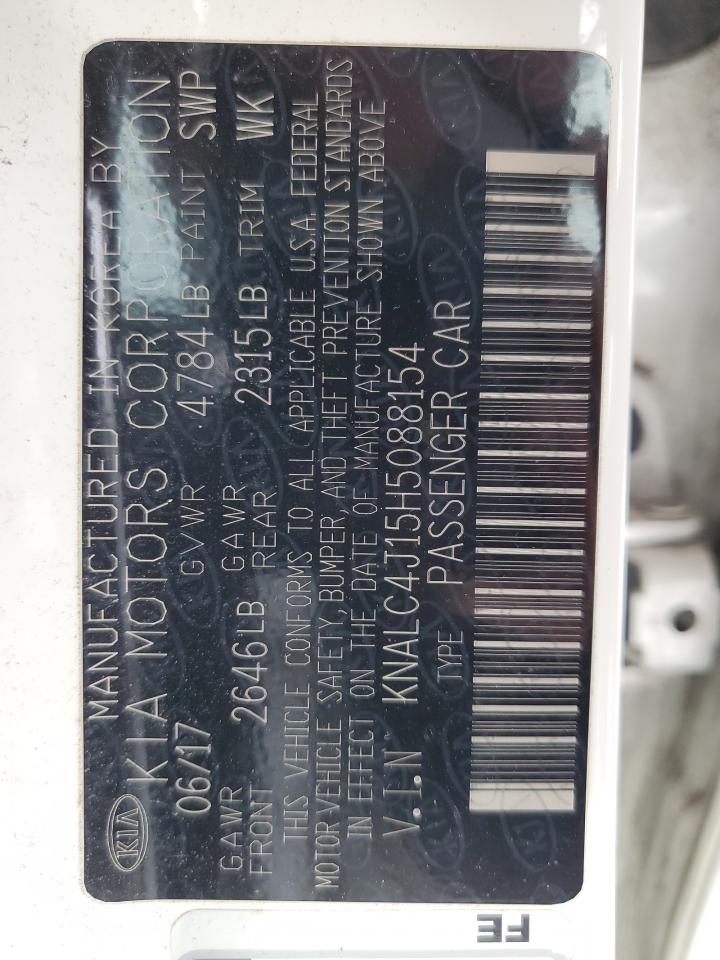 MANUFACTURED IN KOREA BY
KIA KIA MOTORS CORPORATION
06/17 GVWR 4784LB PAINT SWP
GAWR FRONT 2646LB GAWR REAR 2315LB TRIM WK
THIS VEHICLE CONFORMS TO ALL APPLICABLE U.S.A. FEDERAL
MOTOR VEHICLE SAFETY, BUMPER, AND THEFT PREVENTION STANDARDS
IN EFFECT ON THE DATE OF MANUFACTURE SHOWN ABOVE
V.I.N KNALC4J15H5088154
TYPE PASSENGER CAR
FE